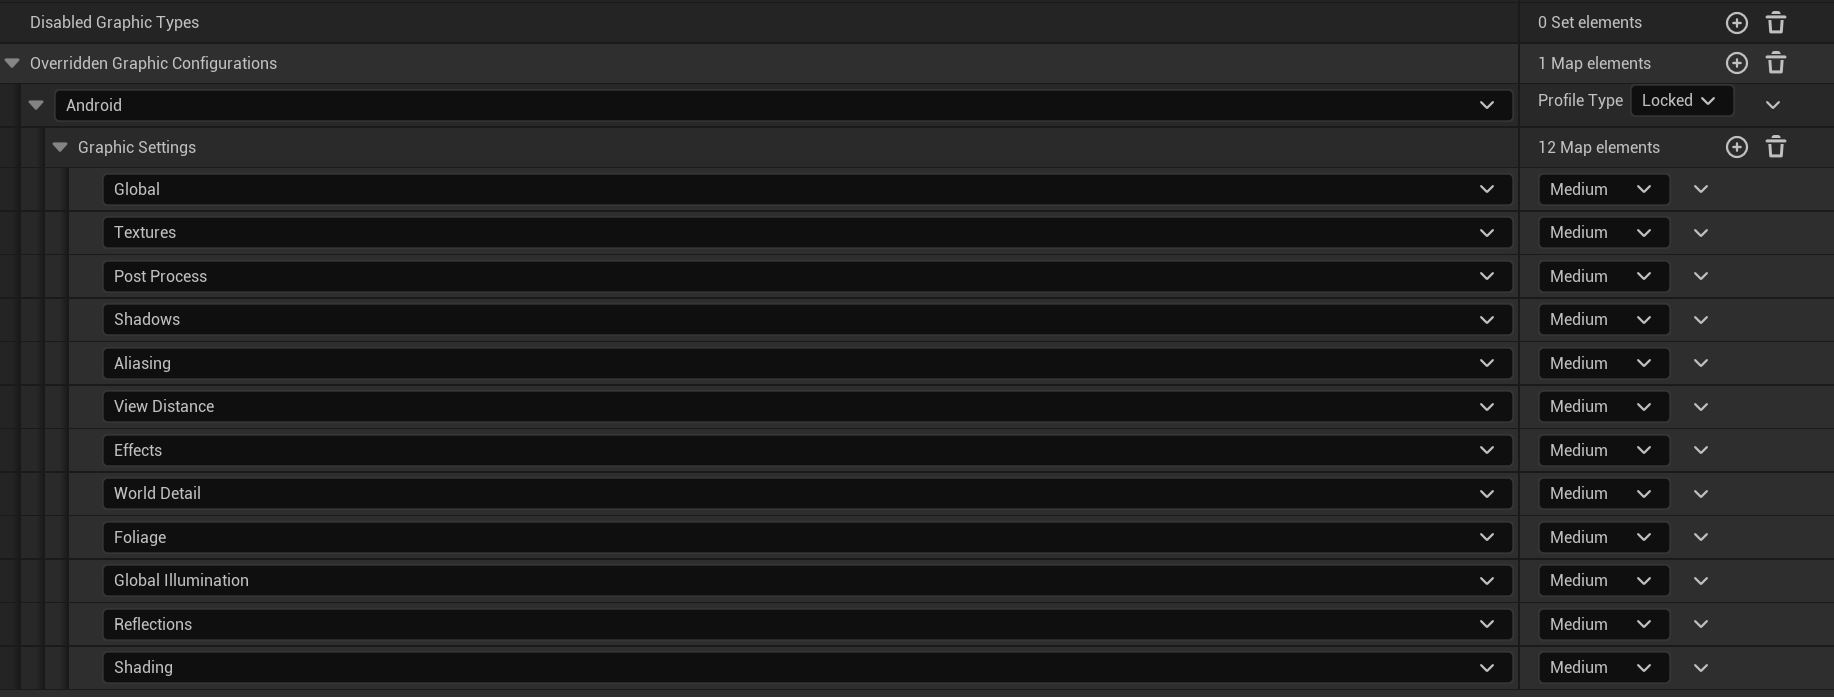 Disabled Graphic Types 0 Set elements
Overridden Graphic Configurations 1 Map elements
Android Profile Type Locked
Graphic Settings 12 Map elements
Global Medium
Textures Medium
Post Process Medium
Shadows Medium
Aliasing Medium
View Distance Medium
Effects Medium
World Detail Medium
Foliage Medium
Global Illumination Medium
Reflections Medium
Shading Medium